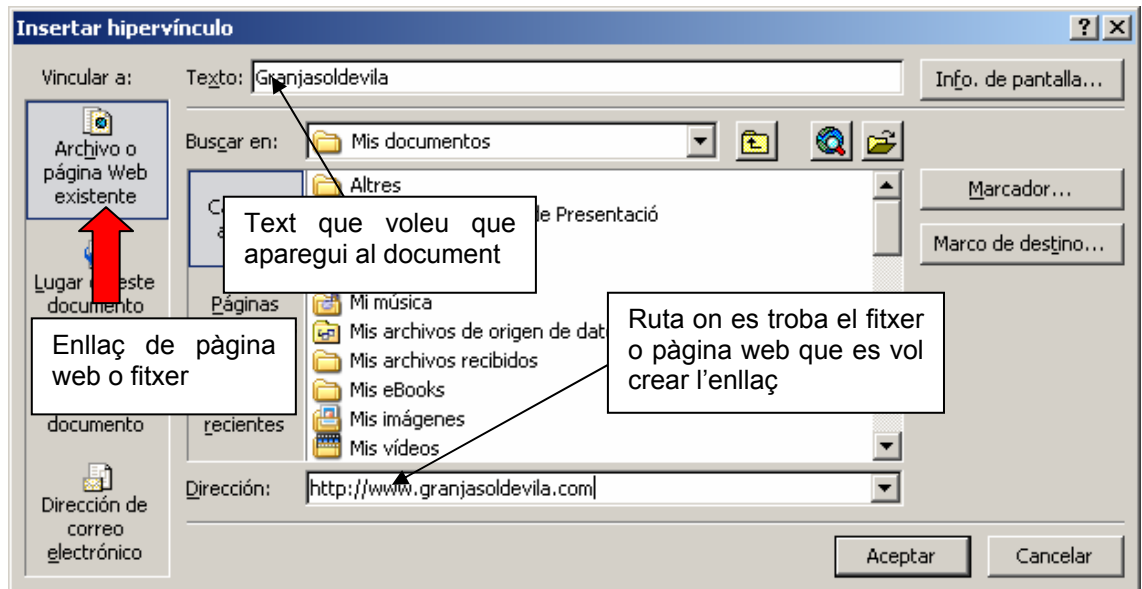 Insertar hipervínculo
Vincular a:
Texto: Granjasoldevila
Info. de pantalla...
Archivo o
página Web
existente
Buscar en: Mis documentos
Altres
de Presentació
Marcador...
Marco de destino...
Text que voleu que
aparegui al document
Lugar este
documento
Páginas
Mi música
Mis archivos de origen de
Mis archivos recibidos
Mis eBooks
Mis imágenes
Mis vídeos
Enllaç de pàgina
web o fitxer
Ruta on es troba el fitxer
o pàgina web que es vol
crear l’enllaç
documento
recientes
Dirección: http://www.granjasoldevila.com
Dirección de
correo
electrónico
Aceptar
Cancelar